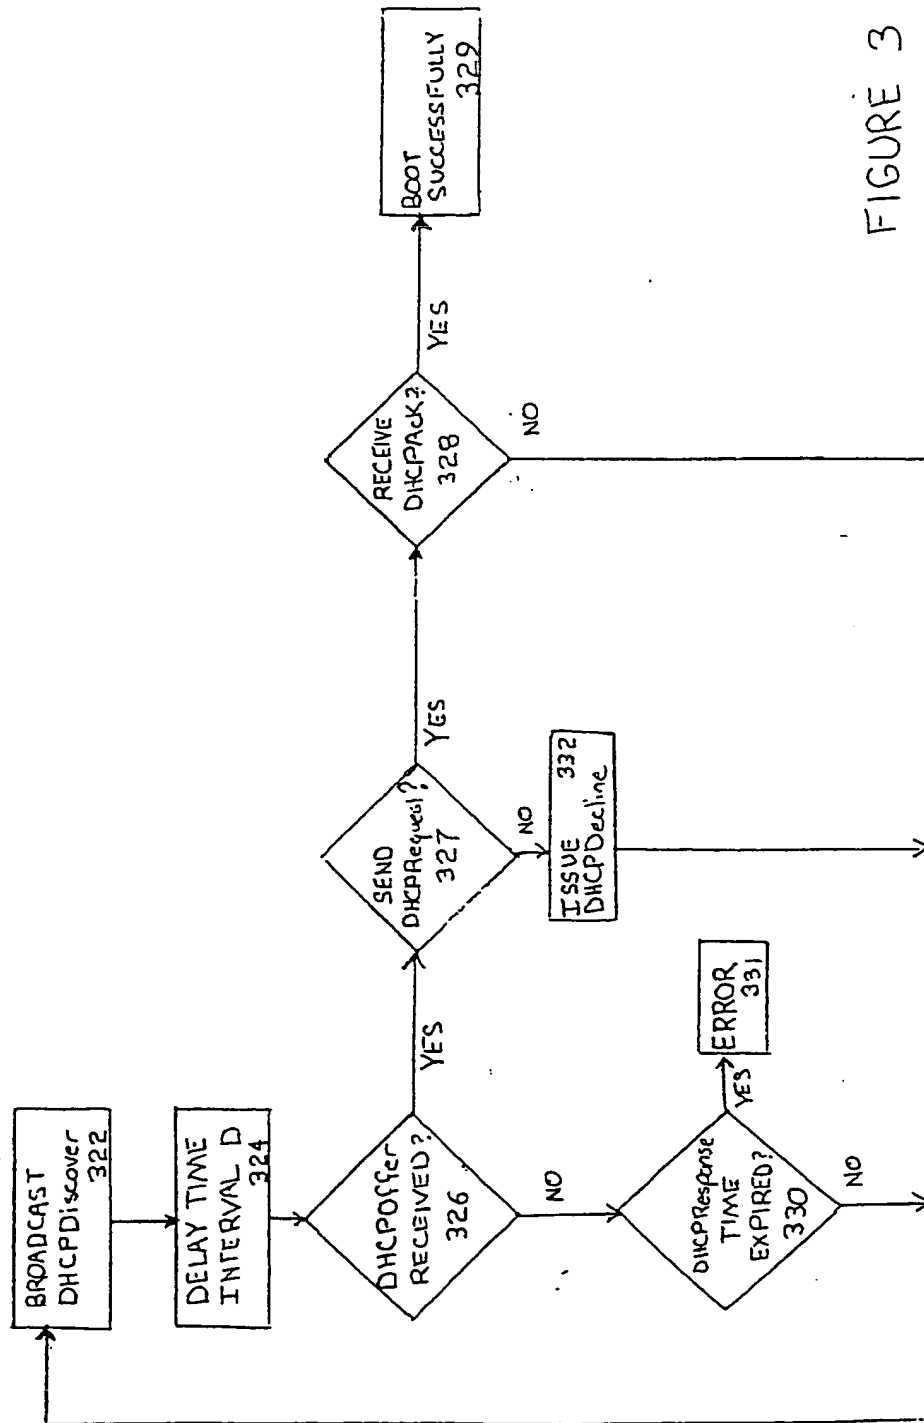 BROADCAST
DHCPDiscover
322
DELAY TIME
INTERVAL D
324
DHCPOffer
RECEIVED?
326
YES
NO
SEND
DHCPRequest?
327
YES
NO
RECEIVE
DHCPAck?
328
YES
NO
BOOT
SUCCESSFULLY
329
ISSUE 332
DHCPDecline
DHCPResponse
TIME
EXPIRED?
330
YES
NO
ERROR
331
FIGURE 3